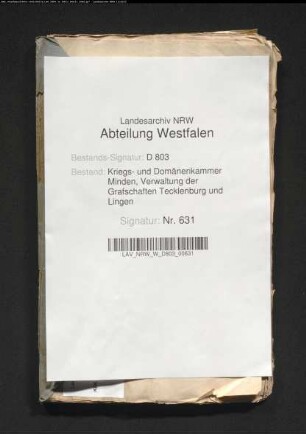 Landesarchiv NRW
Abteilung Westfalen
Bestands-Signatur: D 803
Bestand: Kriegs- und Domänenkammer
Minden, Verwaltung der
Grafschaften Tecklenburg und
Lingen
Signatur: Nr. 631
LAV_NRW_W_D803_00631